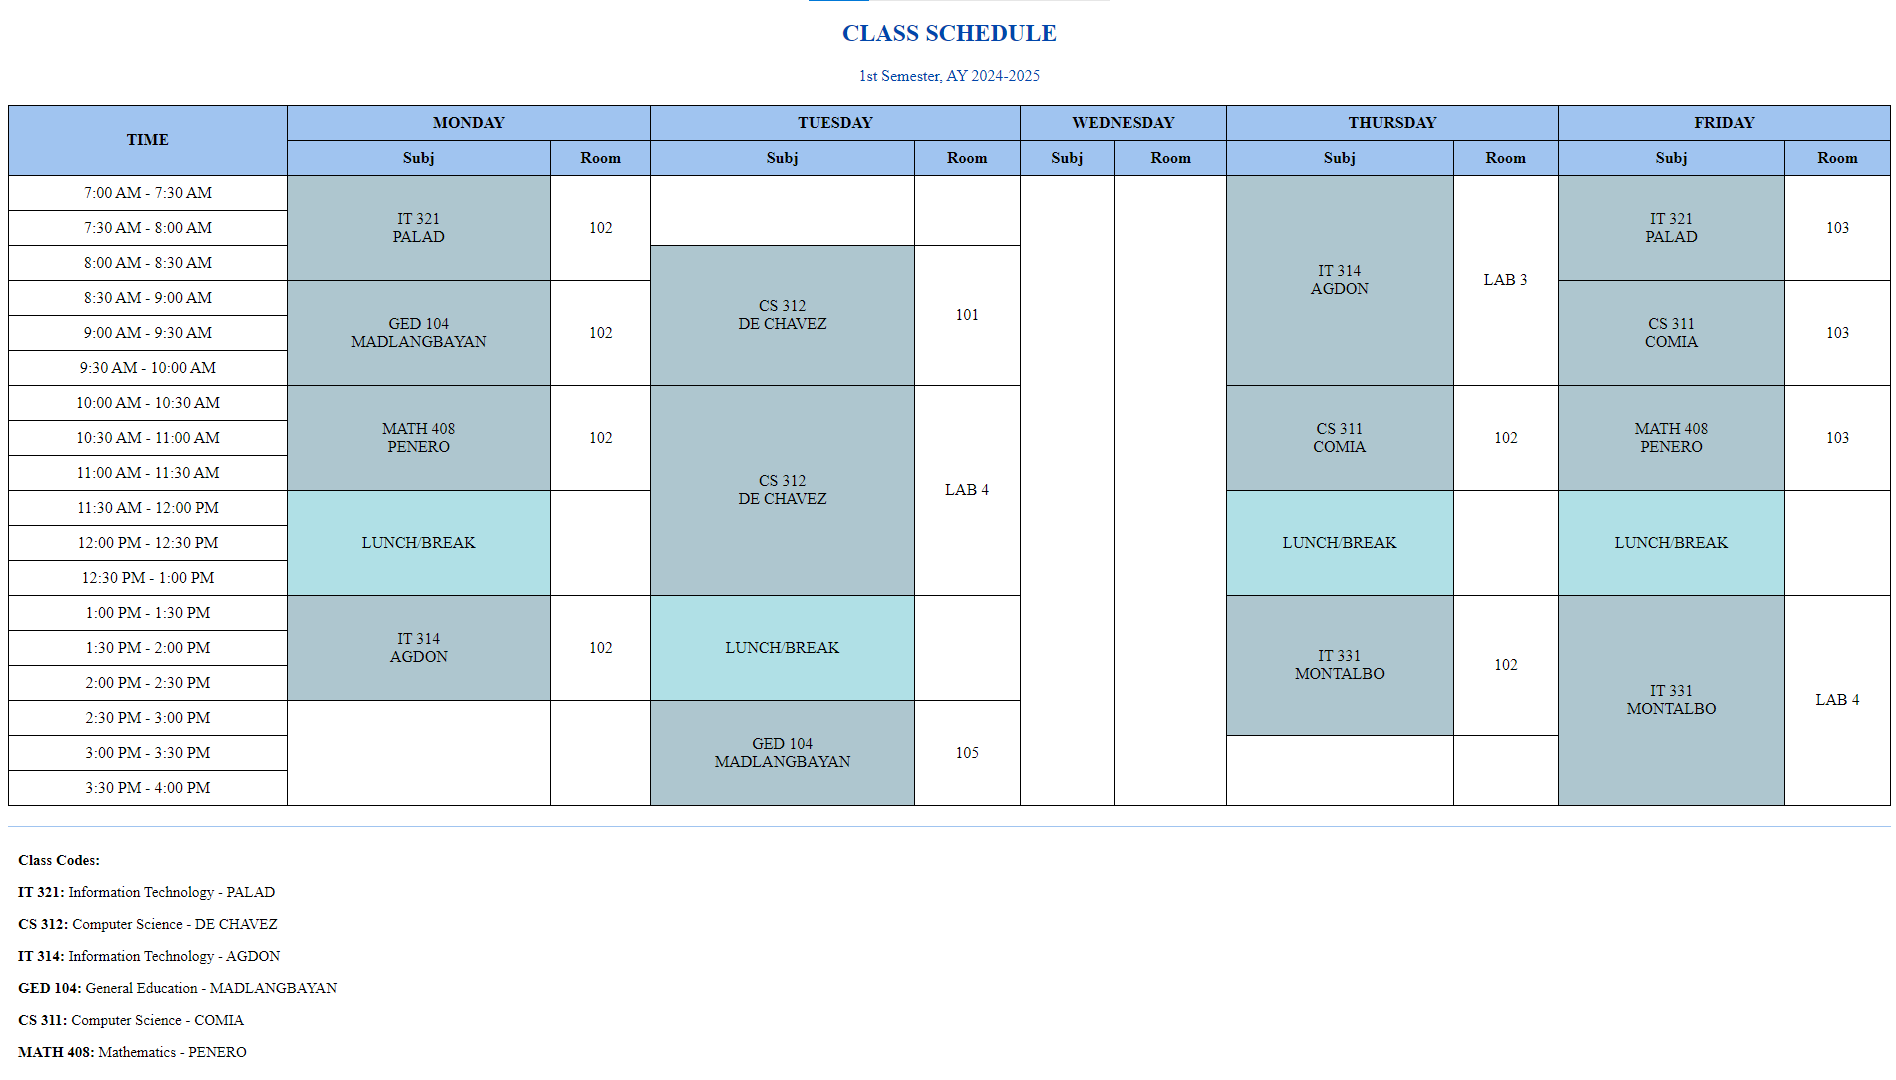 CLASS SCHEDULE
1st Semester, AY 2024-2025
TIME MONDAY TUESDAY WEDNESDAY THURSDAY FRIDAY
Subj Room Subj Room Subj Room Subj Room Subj Room
7:00 AM - 7:30 AM
7:30 AM - 8:00 AM
8:00 AM - 8:30 AM
8:30 AM - 9:00 AM
9:00 AM - 9:30 AM
9:30 AM - 10:00 AM
10:00 AM - 10:30 AM
10:30 AM - 11:00 AM
11:00 AM - 11:30 AM
11:30 AM - 12:00 PM
12:00 PM - 12:30 PM
12:30 PM - 1:00 PM
1:00 PM - 1:30 PM
1:30 PM - 2:00 PM
2:00 PM - 2:30 PM
2:30 PM - 3:00 PM
3:00 PM - 3:30 PM
3:30 PM - 4:00 PM
IT 321
PALAD
102
GED 104
MADLANGBAYAN
102
MATH 408
PENERO
102
LUNCH/BREAK
IT 314
AGDON
102
CS 312
DE CHAVEZ
101
CS 312
DE CHAVEZ
LAB 4
LUNCH/BREAK
GED 104
MADLANGBAYAN
105
IT 314
AGDON
LAB 3
CS 311
COMIA
102
LUNCH/BREAK
IT 331
MONTALBO
102
IT 321
PALAD
103
CS 311
COMIA
103
MATH 408
PENERO
103
LUNCH/BREAK
IT 331
MONTALBO
LAB 4
Class Codes:
IT 321: Information Technology - PALAD
CS 312: Computer Science - DE CHAVEZ
IT 314: Information Technology - AGDON
GED 104: General Education - MADLANGBAYAN
CS 311: Computer Science - COMIA
MATH 408: Mathematics - PENERO